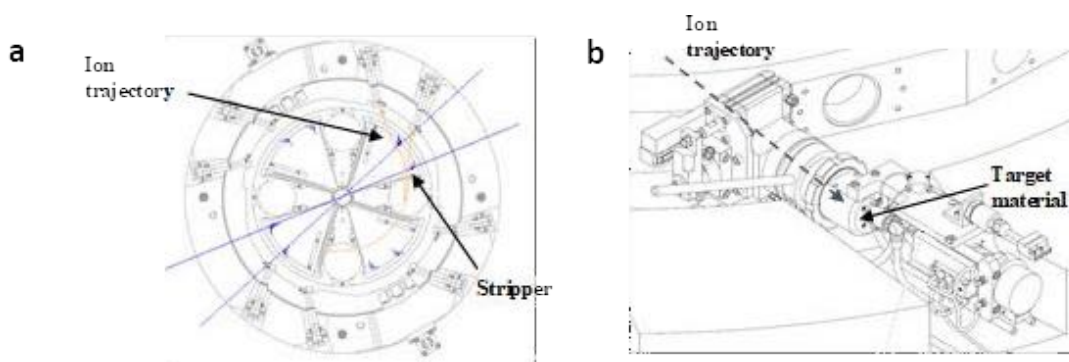 a
Ion
trajectory
Stripper
b
Ion
trajectory
Target
material